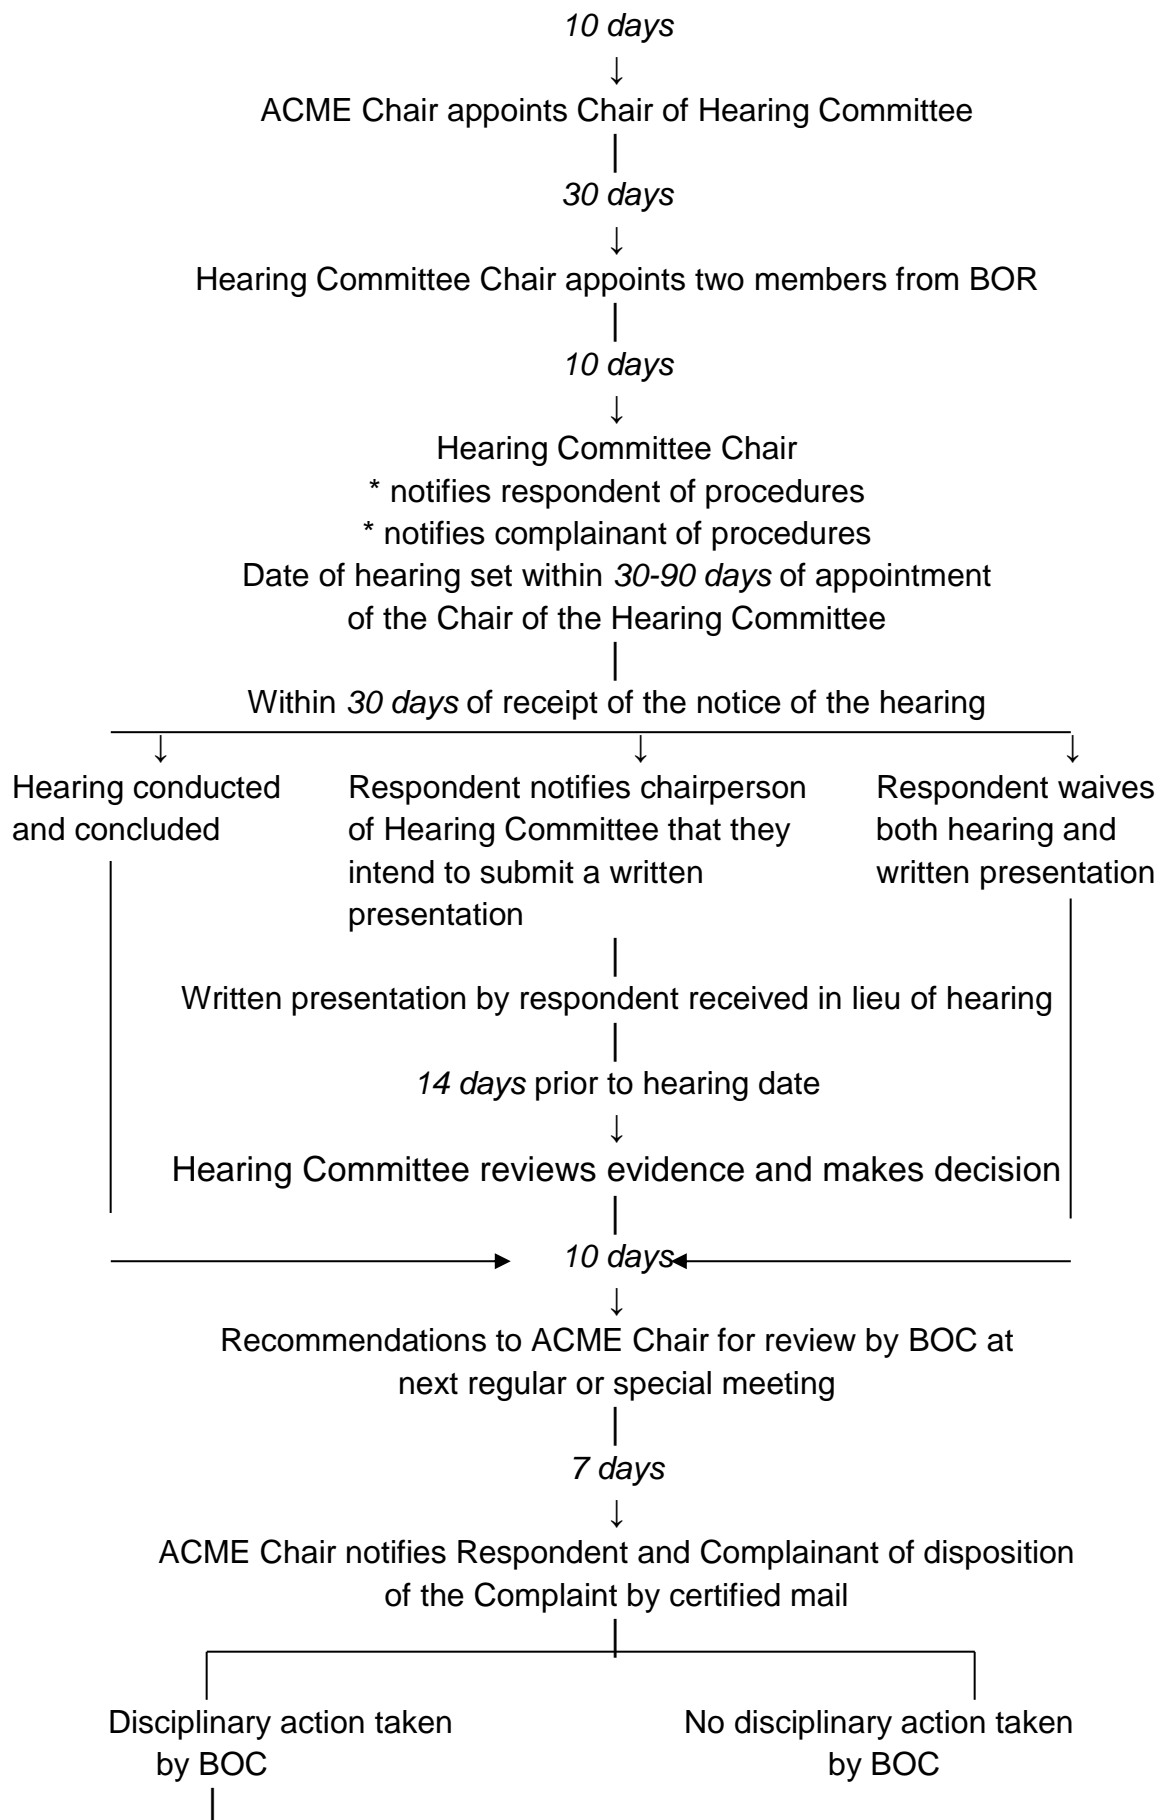 10 days
↓
ACME Chair appoints Chair of Hearing Committee
30 days
↓
Hearing Committee Chair appoints two members from BOR
10 days
↓
Hearing Committee Chair
* notifies respondent of procedures
* notifies complainant of procedures
Date of hearing set within 30-90 days of appointment
of the Chair of the Hearing Committee
Within 30 days of receipt of the notice of the hearing
↓ ↓ ↓
Hearing conducted
and concluded
Respondent notifies chairperson
of Hearing Committee that they
intend to submit a written
presentation
Respondent waives
both hearing and
written presentation
Written presentation by respondent received in lieu of hearing
14 days prior to hearing date
↓
Hearing Committee reviews evidence and makes decision
10 days
↓
Recommendations to ACME Chair for review by BOC at
next regular or special meeting
7 days
↓
ACME Chair notifies Respondent and Complainant of disposition
of the Complaint by certified mail
Disciplinary action taken
by BOC
No disciplinary action taken
by BOC